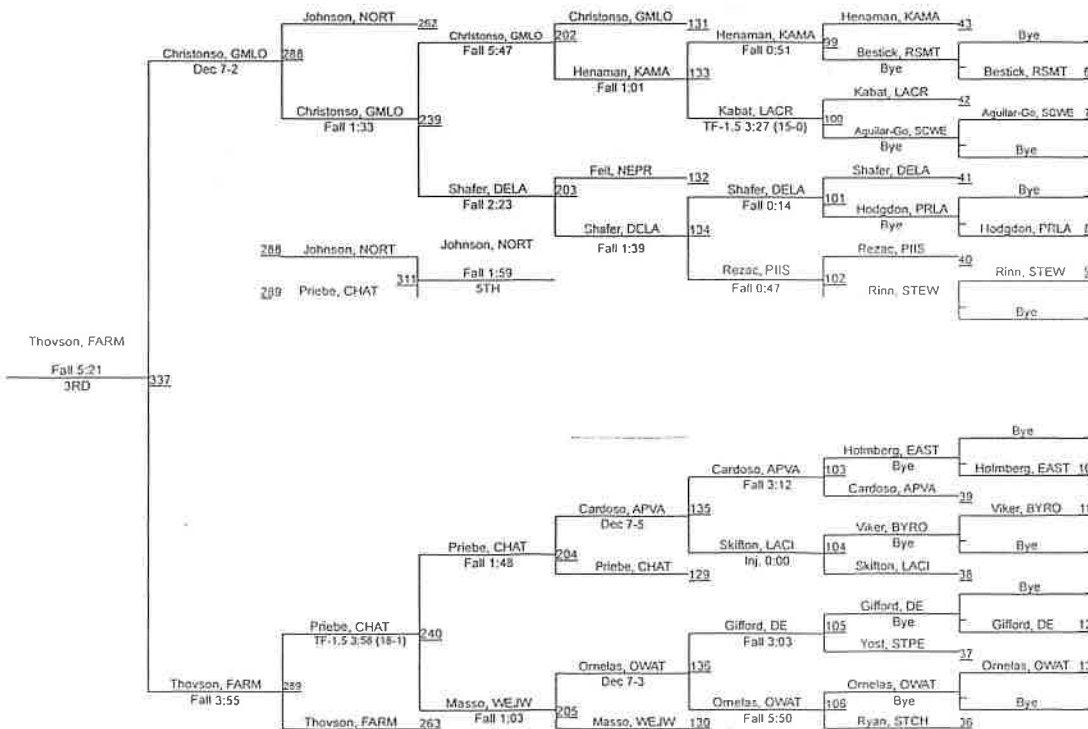 Johnson, NORT
262
Christonso, GMLO
131
Henaman, KAMA
43
Christonso, GMLO
288
Christonso, GMLO
202
Henaman, KAMA
99
Bye
Dec 7-2
Fall 5:47
Fall 0:51
Bestick, RSMT
Bye
Bestick, RSMT
Henaman, KAMA
133
Fall 1:01
Christonso, GMLO
239
Kabat, LACR
100
Kabat, LACR
42
Fall 1:33
TF-1.5 3:27 (15-0)
Aguilar-Go, SCWE
Aguilar-Go, SCWE
Bye
Bye
Shafer, DELA
203
Feit, NEPR
132
Shafer, DELA
101
Shafer, DELA
41
Fall 2:23
Fall 0:14
Bye
Shafer, DELA
134
Hodgdon, PRLA
Fall 1:39
Bye
Hodgdon, PRLA
288
Johnson, NORT
311
Johnson, NORT
Rezac, PIIS
40
Fall 1:59
Rezac, PIIS
102
Rinn, STEW
289
Priebe, CHAT
5TH
Fall 0:47
Rinn, STEW
Bye
Thovson, FARM
Fall 5:21
337
3RD
Bye
Holmberg, EAST
Cardoso, APVA
103
Bye
Holmberg, EAST
10
Fall 3:12
Cardoso, APVA
39
Cardoso, APVA
135
Dec 7-5
Viker, BYRO
11
Viker, BYRO
Priebe, CHAT
204
Skifton, LACI
104
Bye
Bye
Fall 1:48
Inj. 0:00
Priebe, CHAT
129
Skifton, LACI
38
Bye
Gifford, DE
Priebe, CHAT
240
Gifford, DE
105
Bye
Gifford, DE
12
TF-1.5 3:58 (18-1)
Fall 3:03
Yost, STPE
37
Ornelas, OWAT
136
Ornelas, OWAT
13
Thovson, FARM
289
Dec 7-3
Ornelas, OWAT
Fall 3:55
Masso, WEJW
205
Ornelas, OWAT
106
Bye
Bye
Fall 1:03
Fall 5:50
Thovson, FARM
263
Masso, WEJW
130
Ryan, STCH
36